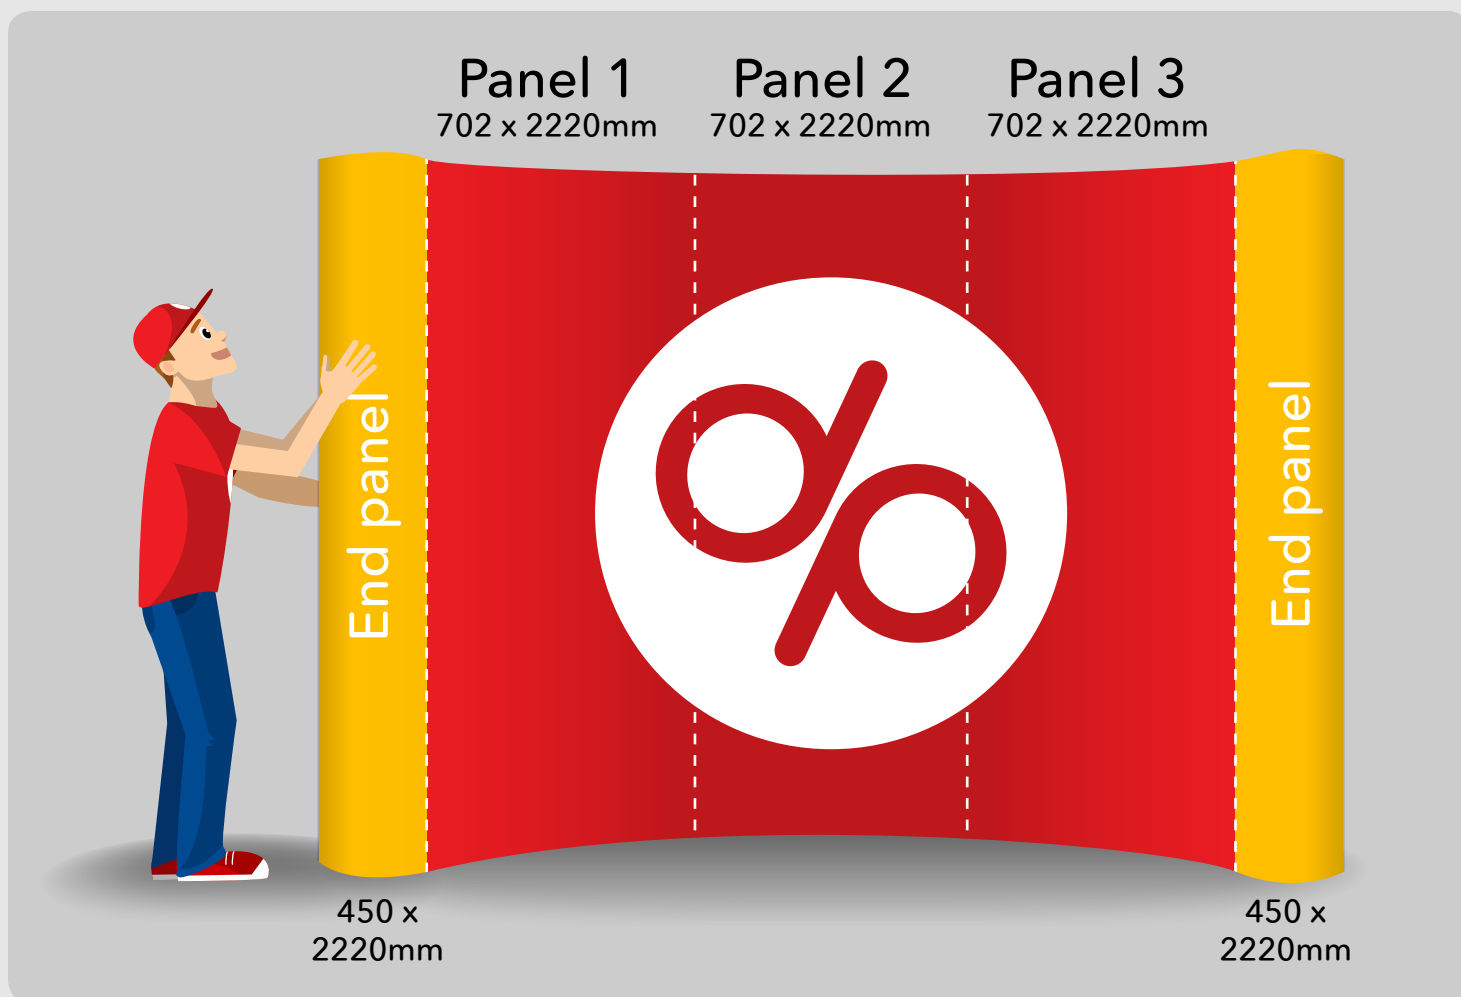 Panel 1
702 x 2220mm
Panel 2
702 x 2220mm
Panel 3
702 x 2220mm
End panel
End panel
450 x
2220mm
450 x
2220mm